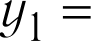 y₁ =